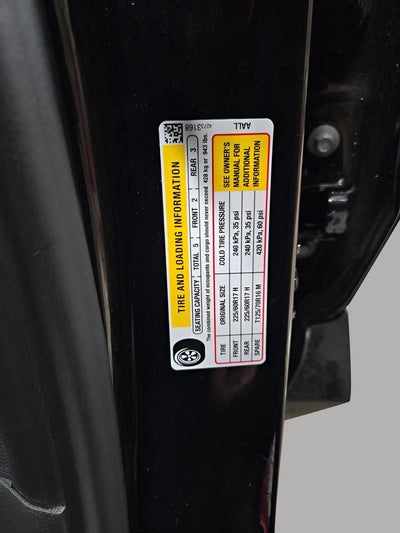 TIRE AND LOADING INFORMATION
SEATING CAPACITY TOTAL 5 FRONT 2 REAR 3
The combined weight of occupants and cargo should never exceed 428 kg or 943 lbs.
TIRE ORIGINAL SIZE COLD TIRE PRESSURE
FRONT 225/60R17 H 240 kPa, 35 psi
REAR 225/60R17 H 240 kPa, 35 psi
SPARE T125/70R16 M 420 kPa, 60 psi
SEE OWNER'S
MANUAL FOR
ADDITIONAL
INFORMATION
AALL